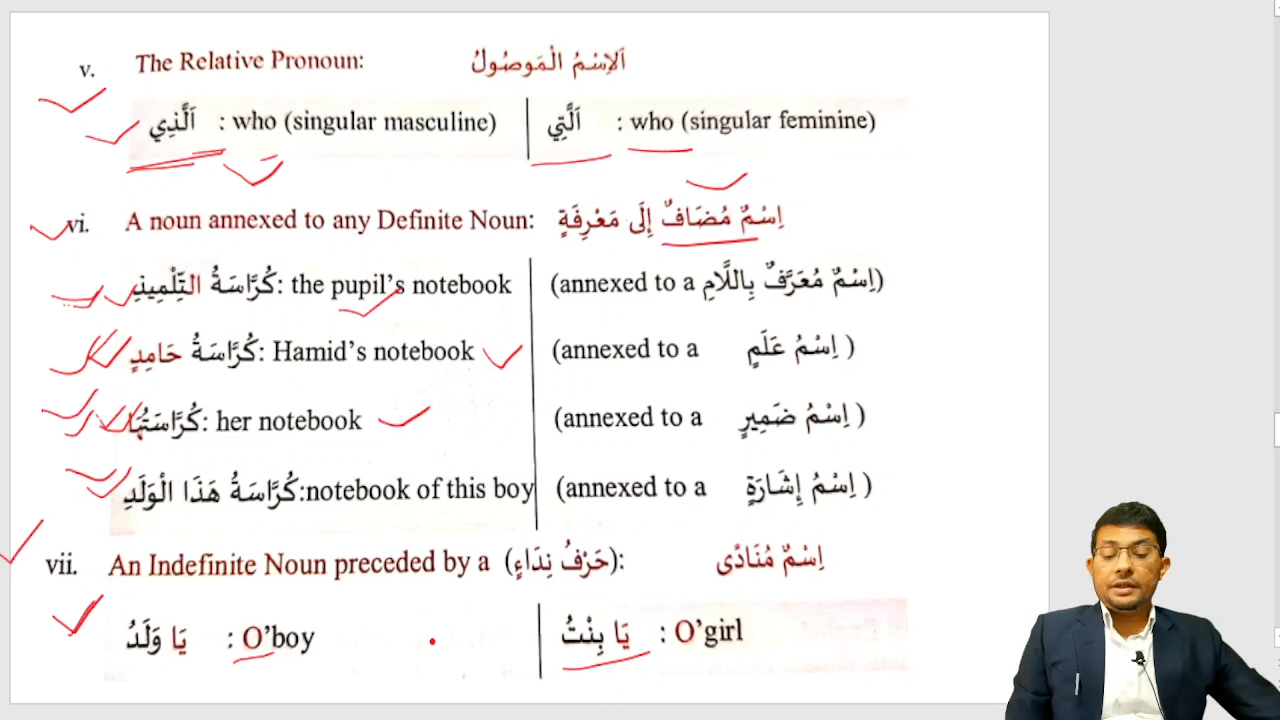 v. The Relative Pronoun: اَلاِسْمُ الْمَوصُولُ
اَلَّذِي : who (singular masculine) اَلَّتِي : who (singular feminine)
vi. A noun annexed to any Definite Noun: اِسْمٌ مُضَافٌ إِلَى مَعْرِفَةٍ
كُرَّاسَةُ التِّلْمِيذِ: the pupil's notebook (annexed to a اِسْمٌ مُعَرَّفٌ بِاللَّامِ)
كُرَّاسَةُ حَامِدٍ: Hamid's notebook (annexed to a اِسْمُ عَلَمٍ )
كُرَّاسَتُهَا: her notebook (annexed to a اِسْمُ ضَمِيرٍ )
كُرَّاسَةُ هَذَا الْوَلَدِ:notebook of this boy (annexed to a اِسْمُ إِشَارَةٍ )
vii. An Indefinite Noun preceded by a (حَرْفُ نِدَاءٍ): اِسْمٌ مُنَادًى
يَا وَلَدُ : O'boy يَا بِنْتُ : O'girl